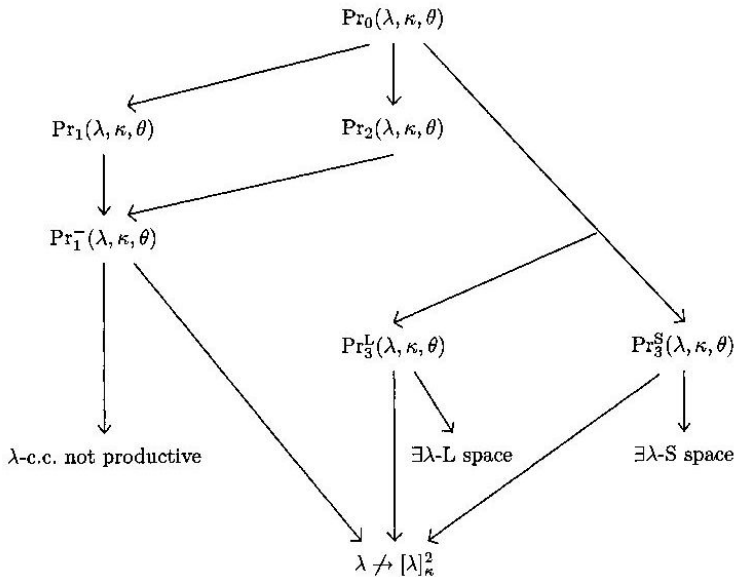 Pr₀(λ, κ, θ)
Pr₁(λ, κ, θ)
Pr₂(λ, κ, θ)
Pr₁⁻(λ, κ, θ)
Pr₃ᴸ(λ, κ, θ)
Pr₃ˢ(λ, κ, θ)
λ-c.c. not productive
∃λ-L space
∃λ-S space
λ ↛ [λ]²_κ